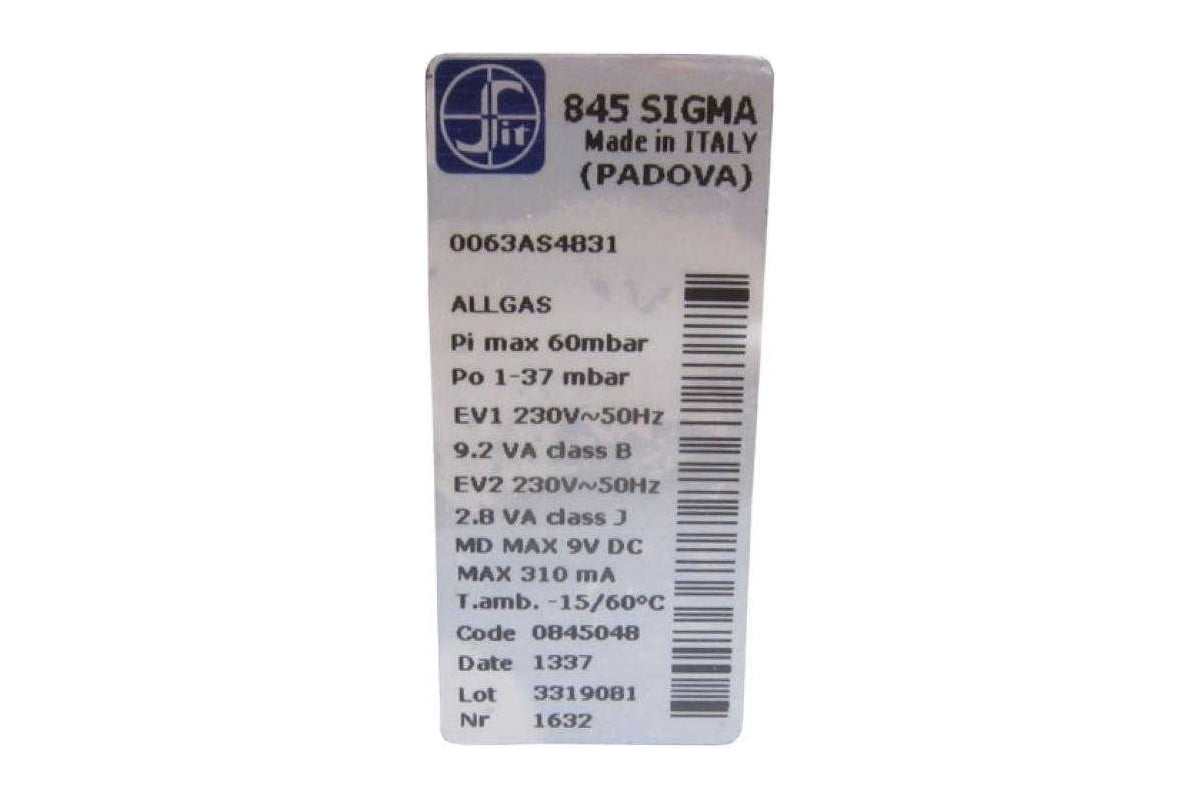 Sit
845 SIGMA
Made in ITALY
(PADOVA)
0063AS4831
ALLGAS
Pi max 60mbar
Po 1-37 mbar
EV1 230V~50Hz
9.2 VA class B
EV2 230V~50Hz
2.8 VA class J
MD MAX 9V DC
MAX 310 mA
T.amb. -15/60°C
Code 0845048
Date 1337
Lot 3319081
Nr 1632